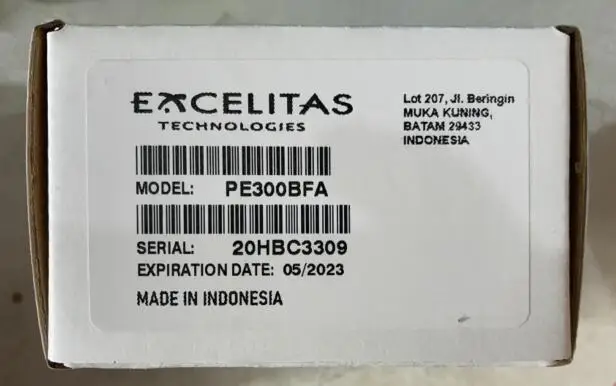 EXCELITAS
TECHNOLOGIES
Lot 207, Jl. Beringin
MUKA KUNING,
BATAM 29433
INDONESIA
MODEL: PE300BFA
SERIAL: 20HBC3309
EXPIRATION DATE: 05/2023
MADE IN INDONESIA